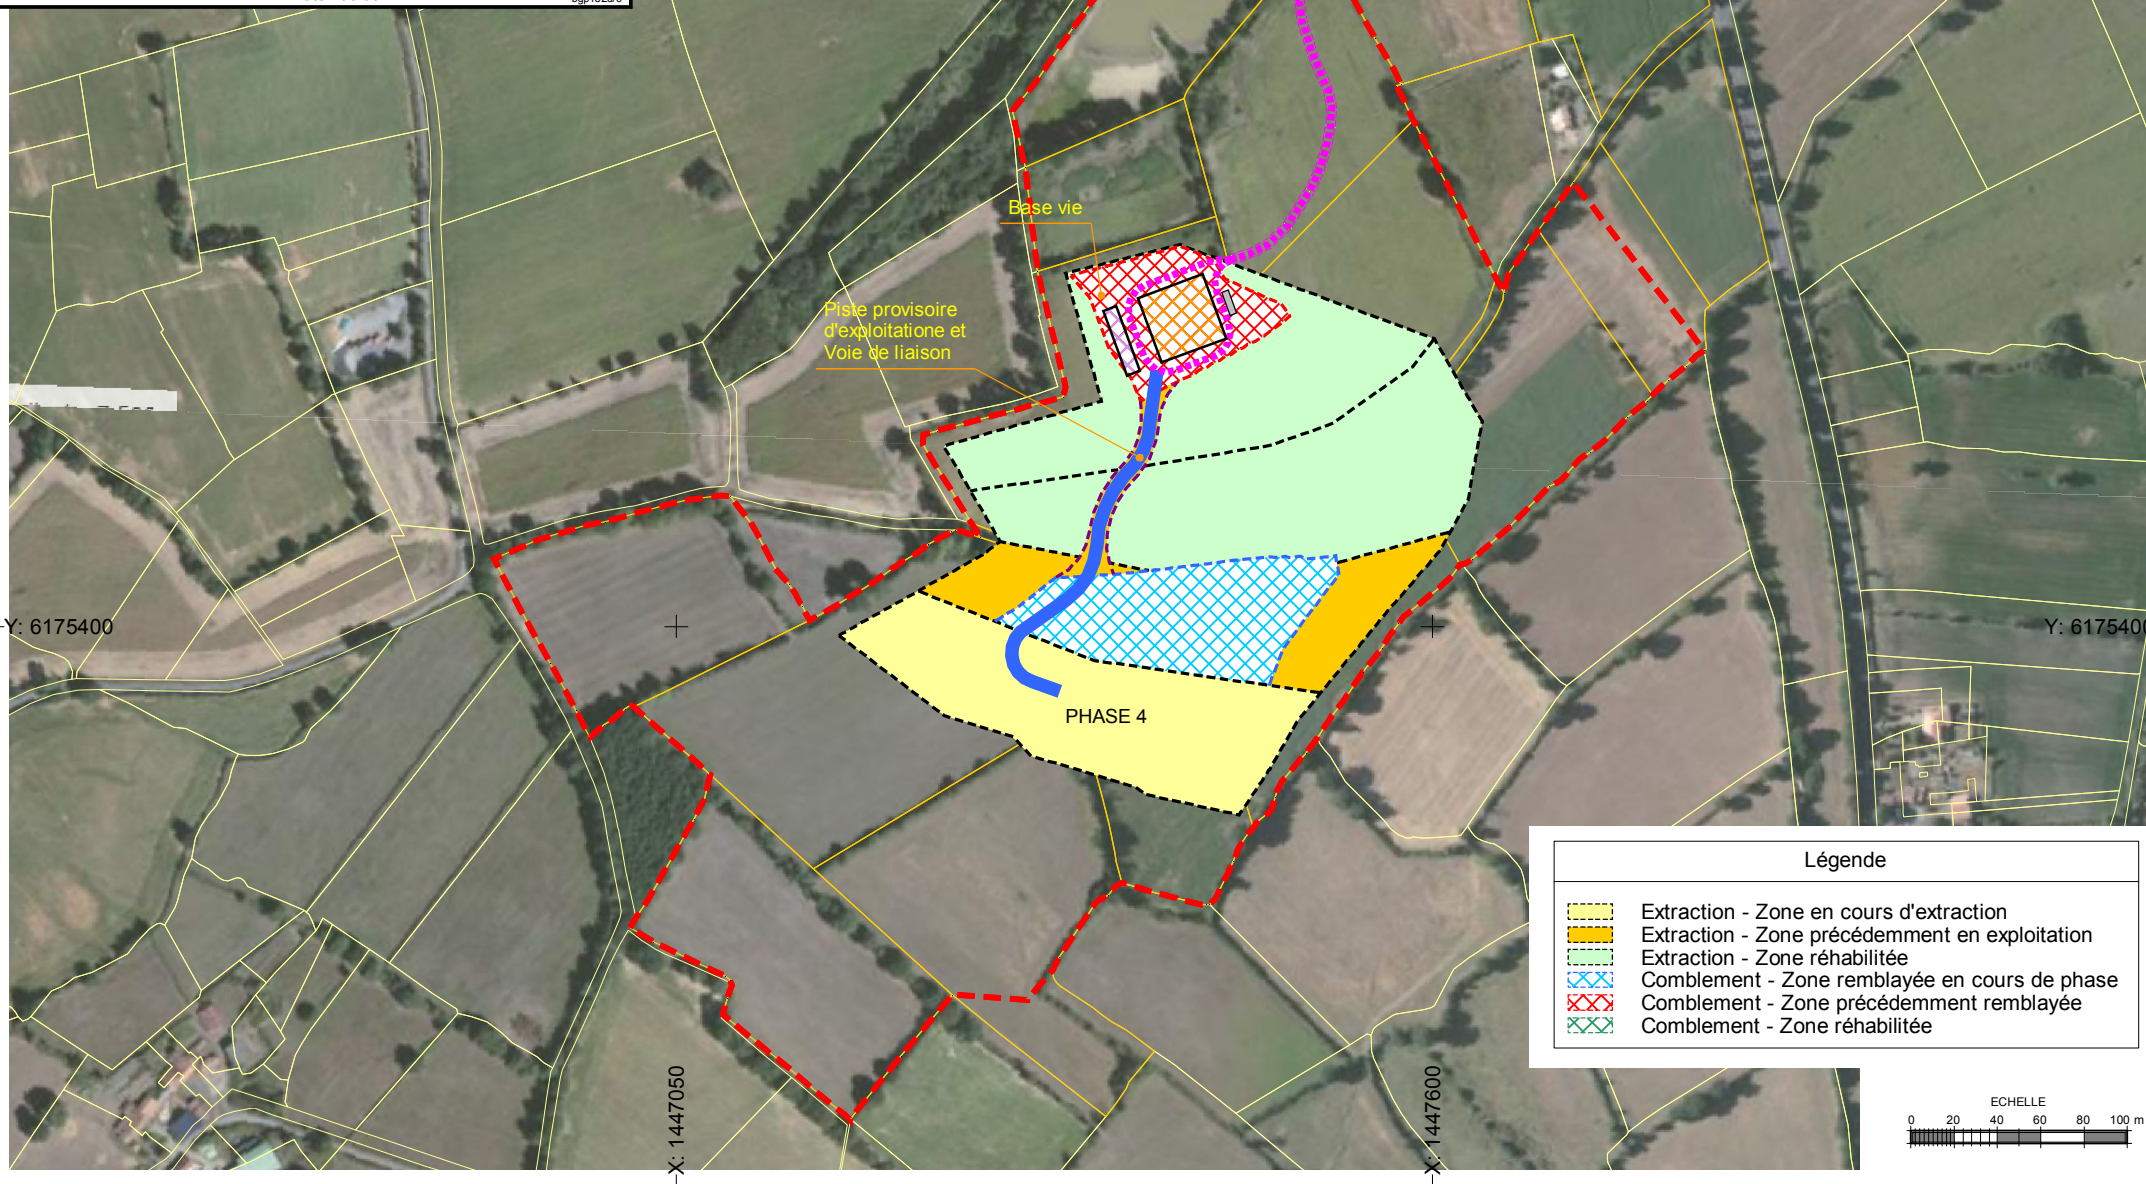 Base vie
Piste provisoire
d'exploitatione et
Voie de liaison
Y: 6175400
Y: 6175400
PHASE 4
X: 1447050
X: 1447600
Légende
Extraction - Zone en cours d'extraction
Extraction - Zone précédemment en exploitation
Extraction - Zone réhabilitée
Comblement - Zone remblayée en cours de phase
Comblement - Zone précédemment remblayée
Comblement - Zone réhabilitée
ECHELLE
0 20 40 60 80 100 m